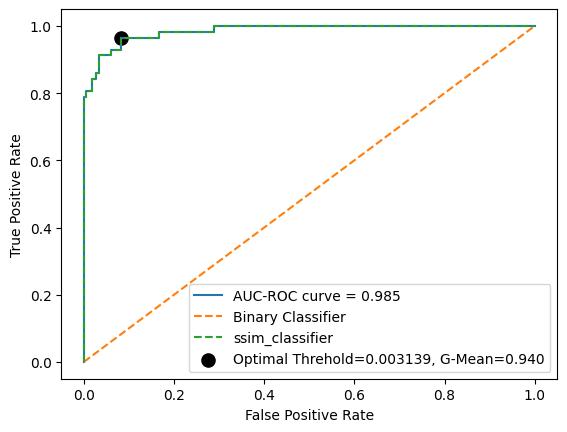 1.0
0.8
0.6
0.4
0.2
0.0
True Positive Rate
AUC-ROC curve = 0.985
Binary Classifier
ssim_classifier
Optimal Threhold=0.003139, G-Mean=0.940
0.0 0.2 0.4 0.6 0.8 1.0
False Positive Rate